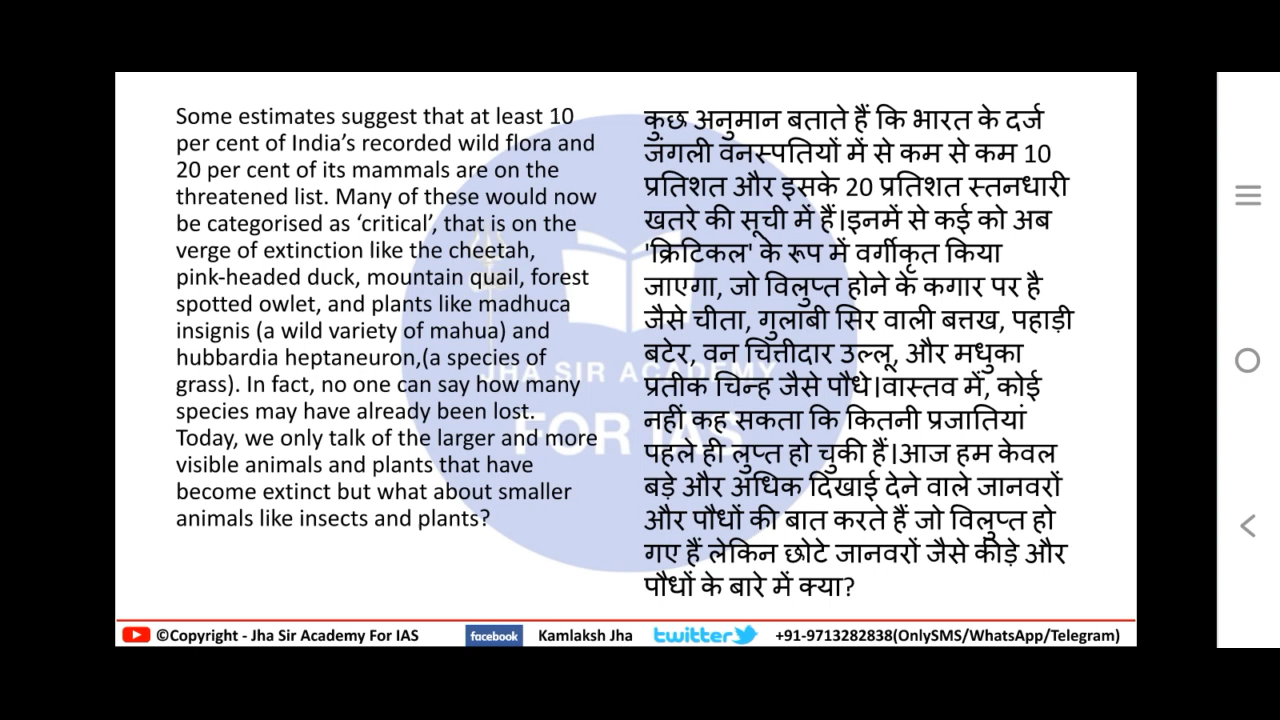 Some estimates suggest that at least 10
per cent of India’s recorded wild flora and
20 per cent of its mammals are on the
threatened list. Many of these would now
be categorised as ‘critical’, that is on the
verge of extinction like the cheetah,
pink-headed duck, mountain quail, forest
spotted owlet, and plants like madhuca
insignis (a wild variety of mahua) and
hubbardia heptaneuron,(a species of
grass). In fact, no one can say how many
species may have already been lost.
Today, we only talk of the larger and more
visible animals and plants that have
become extinct but what about smaller
animals like insects and plants?
कुछ अनुमान बताते हैं कि भारत के दर्ज
जंगली वनस्पतियों में से कम से कम 10
प्रतिशत और इसके 20 प्रतिशत स्तनधारी
खतरे की सूची में हैं।इनमें से कई को अब
'क्रिटिकल' के रूप में वर्गीकृत किया
जाएगा, जो विलुप्त होने के कगार पर है
जैसे चीता, गुलाबी सिर वाली बत्तख, पहाड़ी
बटेर, वन चित्तीदार उल्लू, और मधुका
प्रतीक चिन्ह जैसे पौधे।वास्तव में, कोई
नहीं कह सकता कि कितनी प्रजातियां
पहले ही लुप्त हो चुकी हैं।आज हम केवल
बड़े और अधिक दिखाई देने वाले जानवरों
और पौधों की बात करते हैं जो विलुप्त हो
गए हैं लेकिन छोटे जानवरों जैसे कीड़े और
पौधों के बारे में क्या?
JHA SIR ACADEMY
FOR IAS
©Copyright - Jha Sir Academy For IAS facebook Kamlaksh Jha twitter +91-9713282838(OnlySMS/WhatsApp/Telegram)